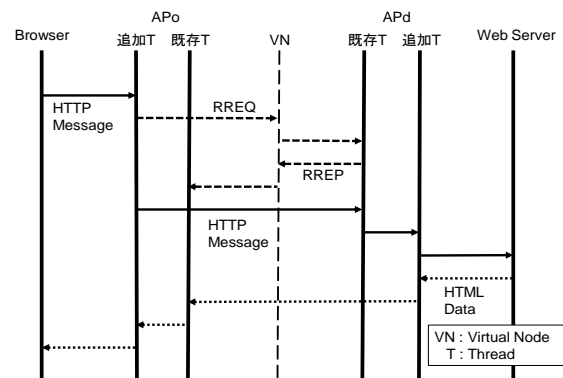 APo
APd
Browser
追加T
既存T
VN
既存T
追加T
Web Server
HTTP
Message
RREQ
RREP
HTTP
Message
HTML
Data
VN : Virtual Node
T : Thread